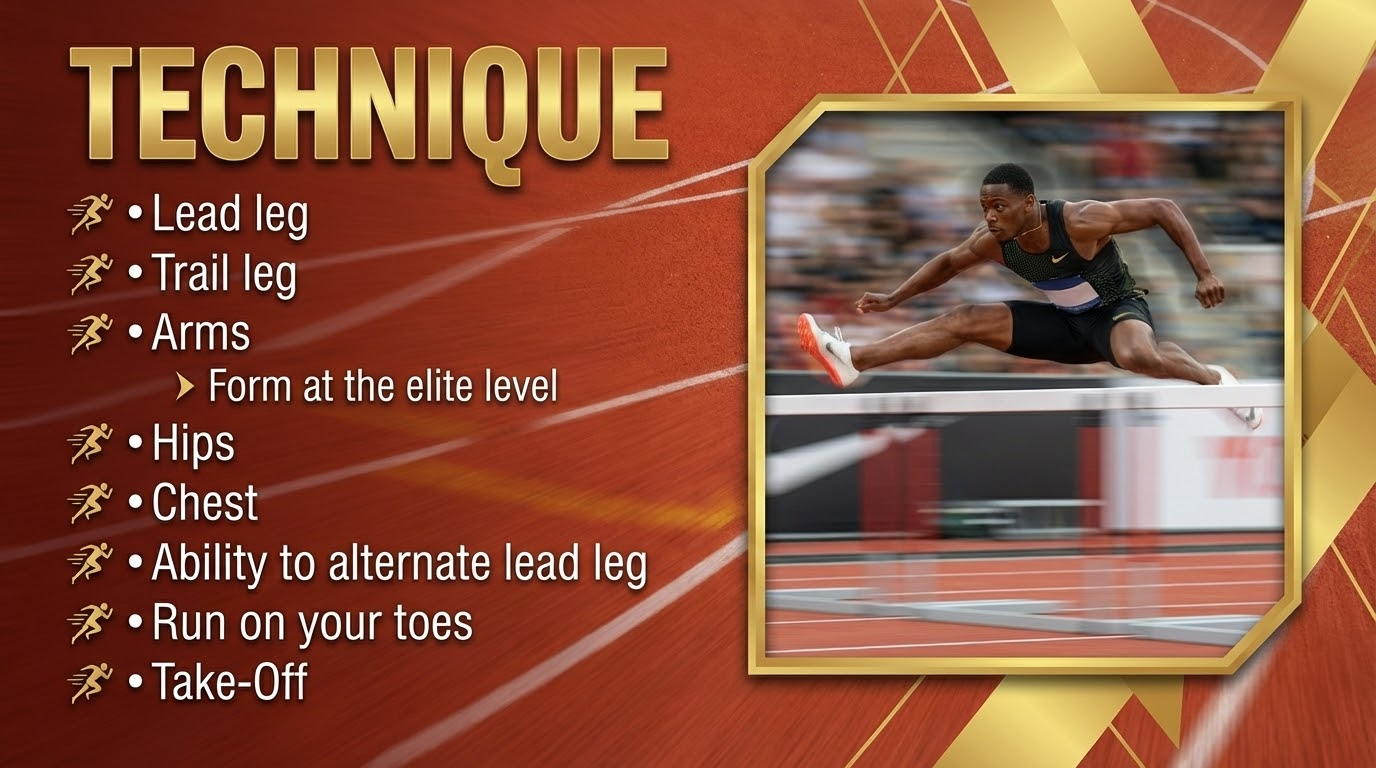 TECHNIQUE
• Lead leg
• Trail leg
• Arms
➤ Form at the elite level
• Hips
• Chest
• Ability to alternate lead leg
• Run on your toes
• Take-Off